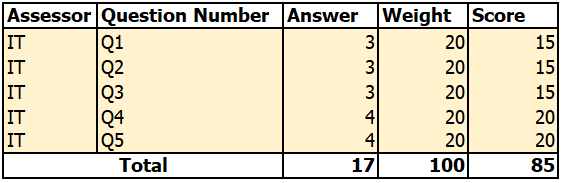 Assessor Question Number Answer Weight Score
IT Q1 3 20 15
IT Q2 3 20 15
IT Q3 3 20 15
IT Q4 4 20 20
IT Q5 4 20 20
Total 17 100 85